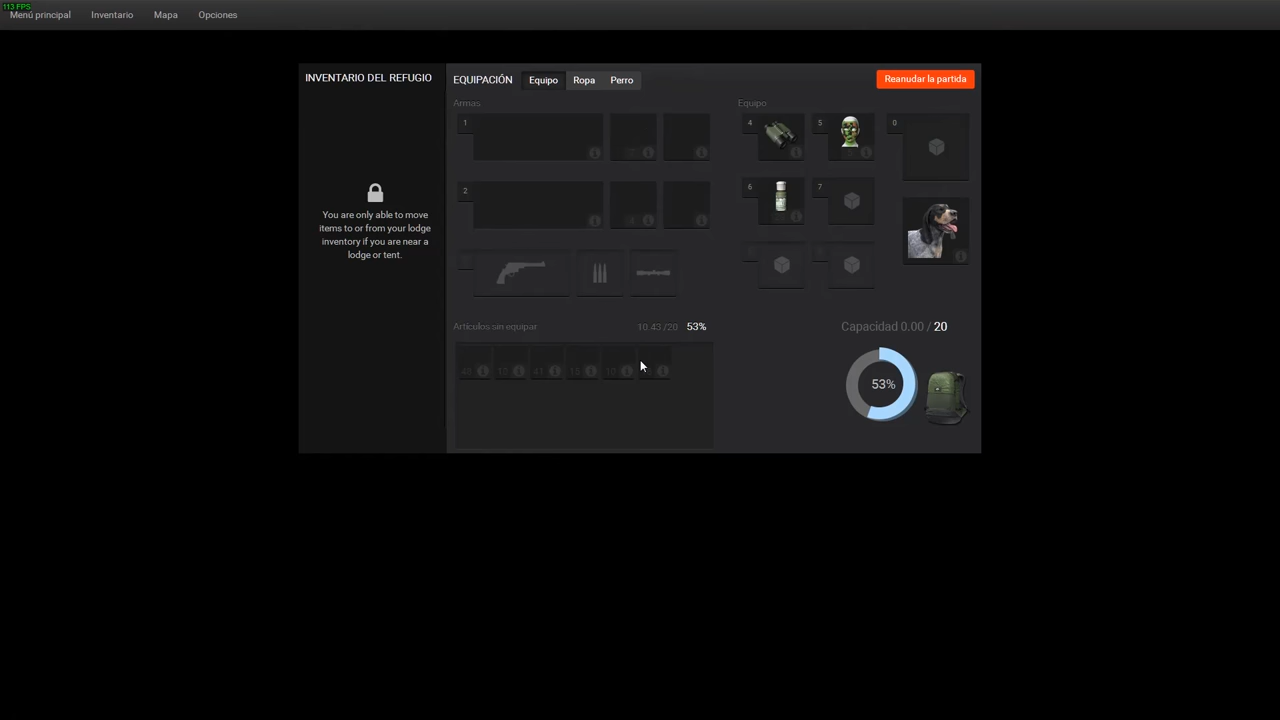 113 FPS
Menú principal
Inventario
Mapa
Opciones
INVENTARIO DEL REFUGIO
You are only able to move
items to or from your lodge
inventory if you are near a
lodge or tent.
EQUIPACIÓN
Equipo
Ropa
Perro
Reanudar la partida
Armas
1
2
Equipo
4
5
0
6
7
Artículos sin equipar
10.43/20
53%
Capacidad 0.00 / 20
53%